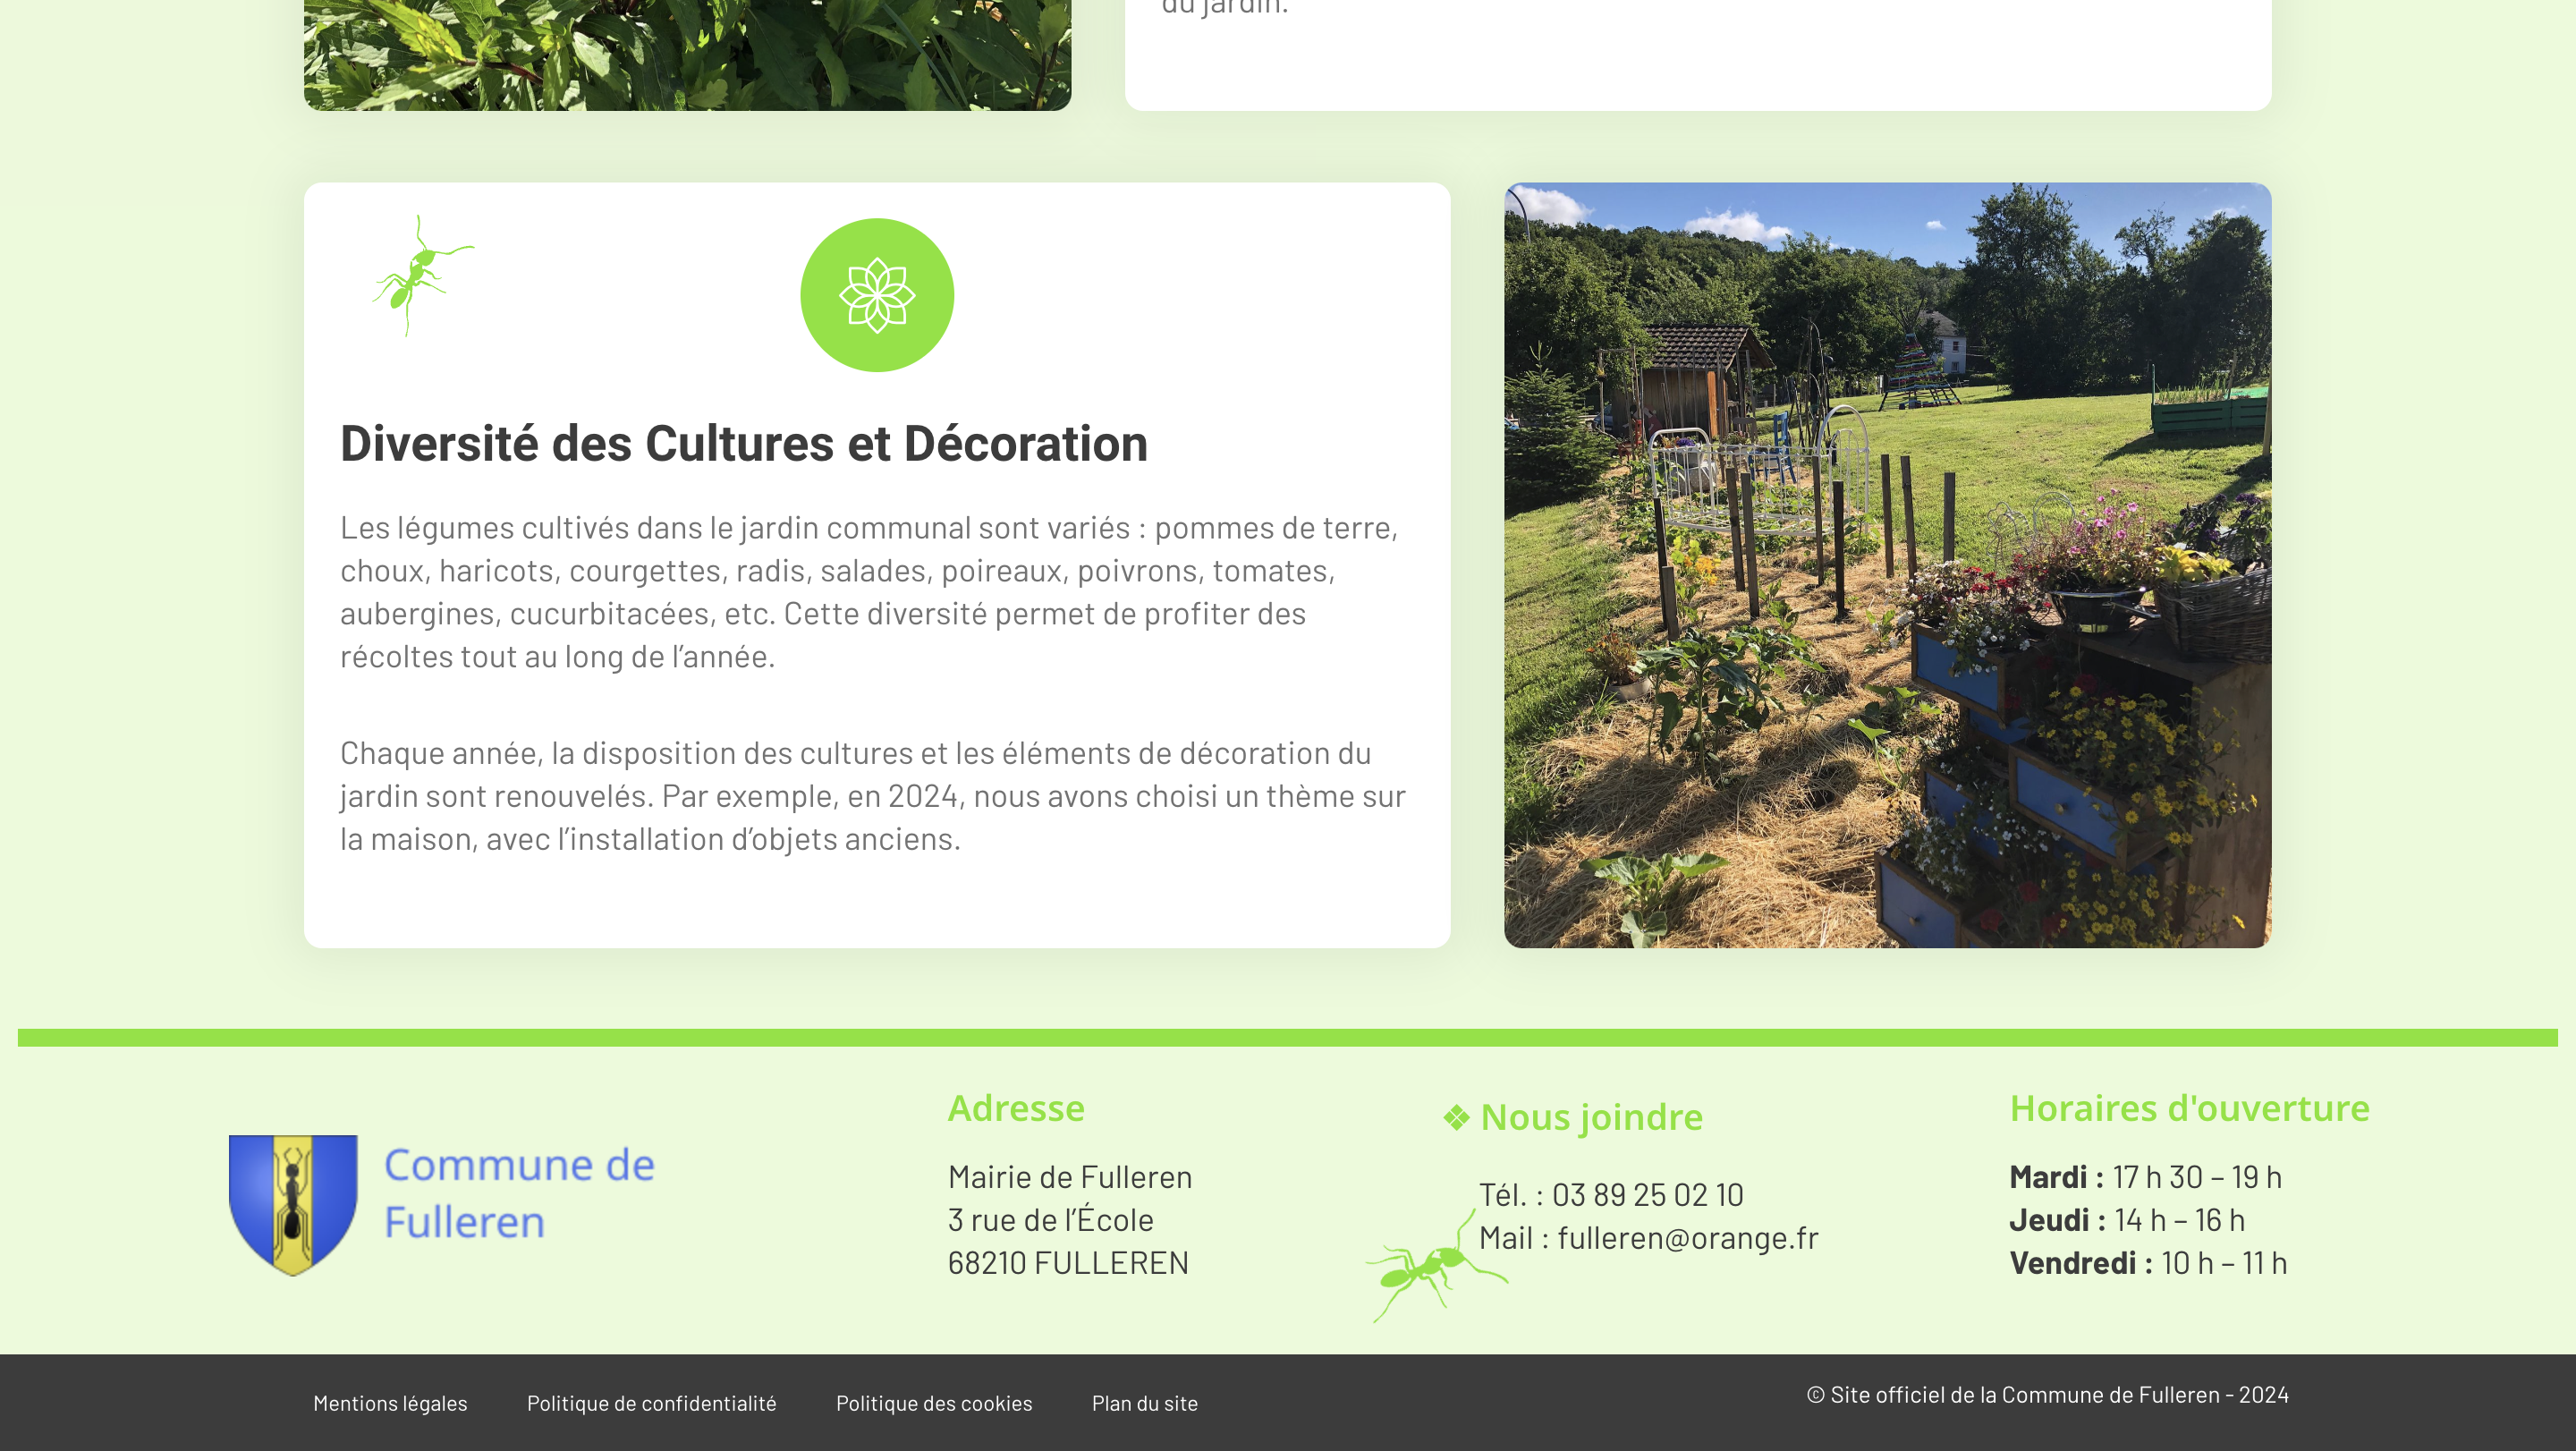 du jardin.
Diversité des Cultures et Décoration
Les légumes cultivés dans le jardin communal sont variés : pommes de terre,
choux, haricots, courgettes, radis, salades, poireaux, poivrons, tomates,
aubergines, cucurbitacées, etc. Cette diversité permet de profiter des
récoltes tout au long de l’année.
Chaque année, la disposition des cultures et les éléments de décoration du
jardin sont renouvelés. Par exemple, en 2024, nous avons choisi un thème sur
la maison, avec l’installation d’objets anciens.
Commune de
Fulleren
Adresse
Mairie de Fulleren
3 rue de l’École
68210 FULLEREN
❖ Nous joindre
Tél. : 03 89 25 02 10
Mail : fulleren@orange.fr
Horaires d'ouverture
Mardi : 17 h 30 – 19 h
Jeudi : 14 h – 16 h
Vendredi : 10 h – 11 h
Mentions légales
Politique de confidentialité
Politique des cookies
Plan du site
© Site officiel de la Commune de Fulleren - 2024